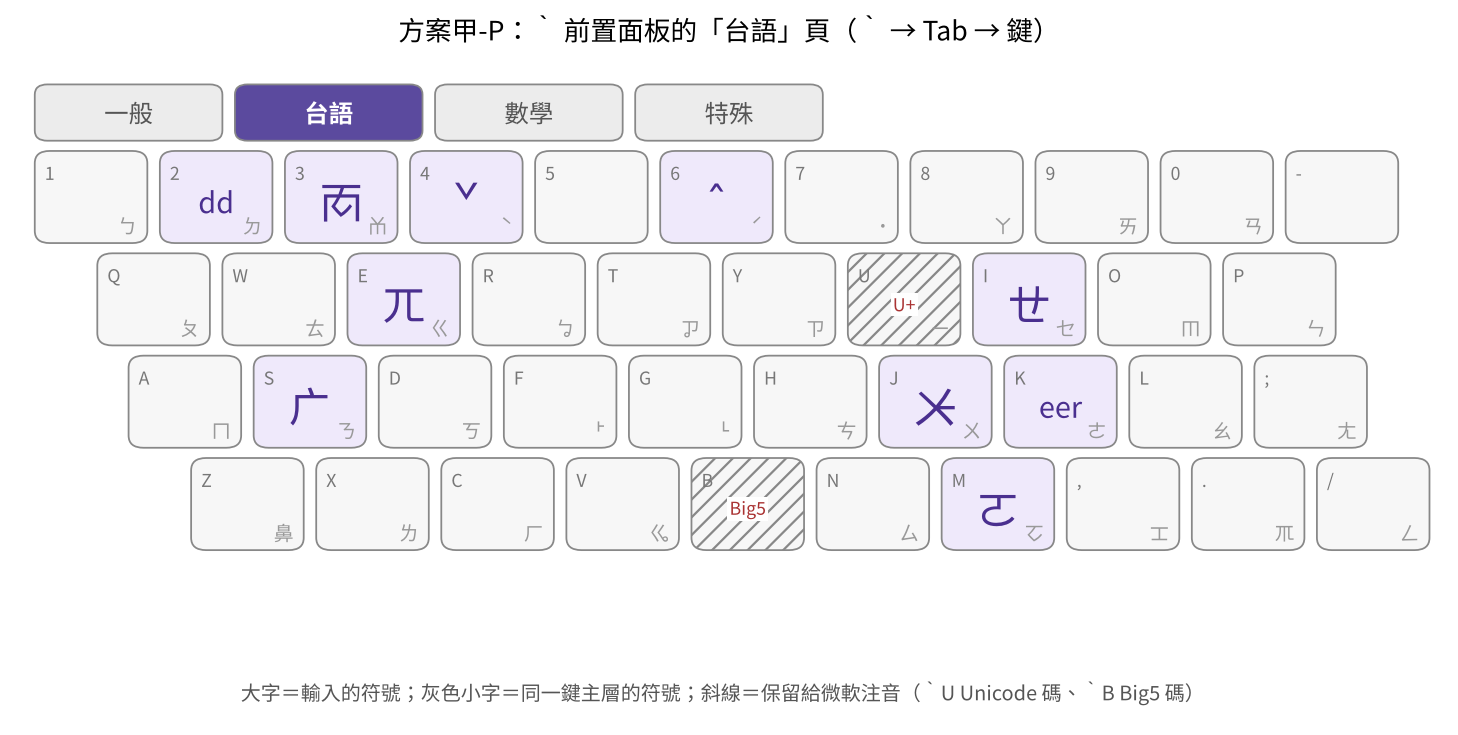 方案甲-P：` 前置面板的「台語」頁（` → Tab → 鍵）
一般 台語 數學 特殊
1 ㄅ 2 dd ㄉ 3 ˇ 4 ˋ 5 6 ˆ ˊ 7 ˙ 8 ㄚ 9 ㄞ 0 ㄢ -
Q ㄆ W ㄊ E ㄫ ㄍ R T Y ㄗ U U+ ㄧ I ㄝ ㄝ O ㄇ P ㄣ
A ㄇ S 广 ㄋ D ㄎ F ㆵ G H ㄘ J ㄨ K eer ㄜ L ㄠ ; ㄤ
Z 鼻 X ㄌ C ㄏ V B Big5 N ㄙ M ㄛ , . / ㄥ
大字＝輸入的符號；灰色小字＝同一鍵主層的符號；斜線＝保留給微軟注音（` U Unicode 碼、` B Big5 碼）